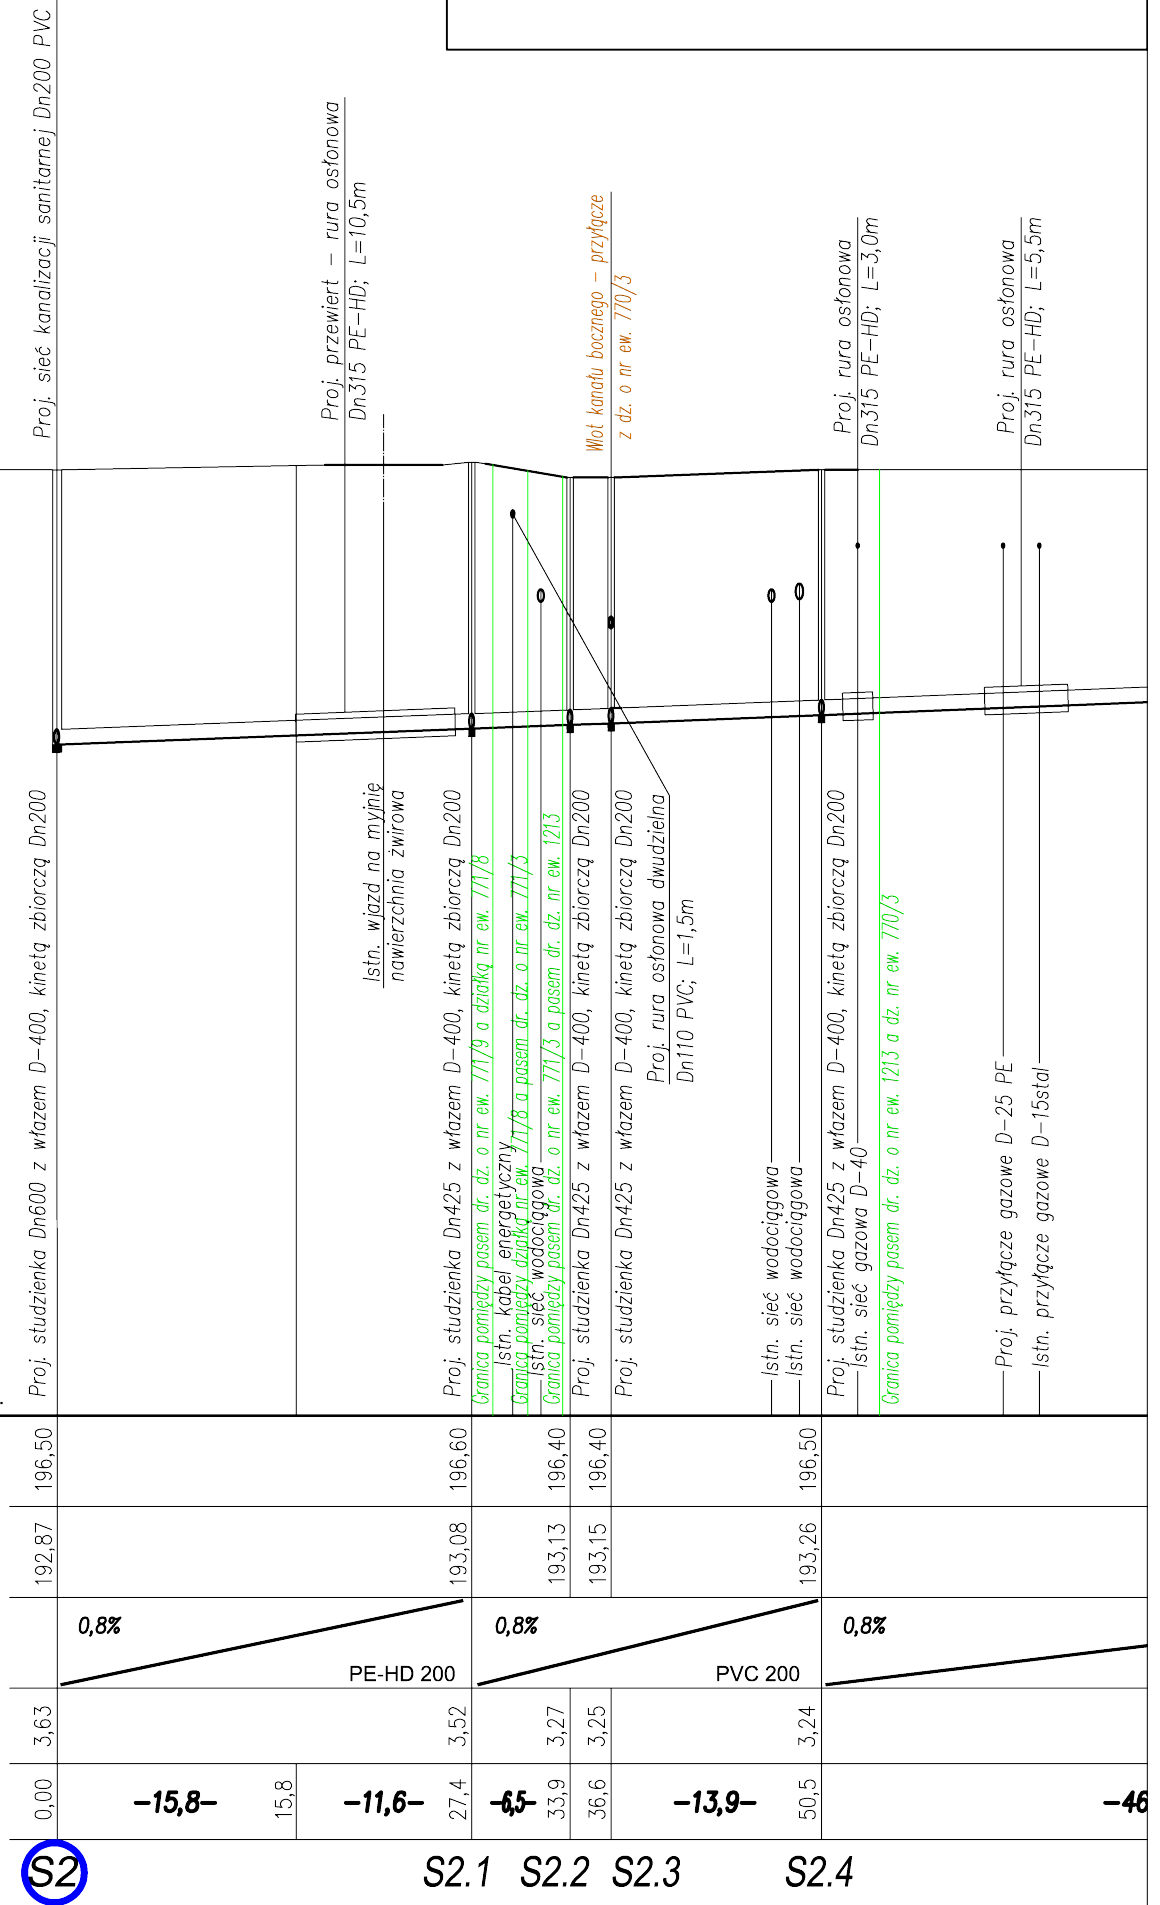 Proj. sieć kanalizacji sanitarnej Dn200 PVC
Proj. przewiert – rura osłonowa
Dn315 PE–HD; L=10,5m
Wlot kanału bocznego – przyłącze
z dz. o nr ew. 770/3
Proj. rura osłonowa
Dn315 PE–HD; L=3,0m
Proj. rura osłonowa
Dn315 PE–HD; L=5,5m
Proj. studzienka Dn600 z włazem D–400, kinetą zbiorczą Dn200
Istn. wjazd na myjnię
nawierzchnia żwirowa
Proj. studzienka Dn425 z włazem D–400, kinetą zbiorczą Dn200
Granica pomiędzy pasem dr. dz. o nr ew. 771/9 a działką nr ew. 771/8
Istn. kabel energetyczny
Granica pomiędzy działką nr ew. 771/8 a pasem dr. dz. o nr ew. 771/3
Istn. sieć wodociągowa
Granica pomiędzy pasem dr. dz. o nr ew. 771/3 a pasem dr. dz. nr ew. 1213
Proj. studzienka Dn425 z włazem D–400, kinetą zbiorczą Dn200
Proj. studzienka Dn425 z włazem D–400, kinetą zbiorczą Dn200
Proj. rura osłonowa dwudzielna
Dn110 PVC; L=1,5m
Istn. sieć wodociągowa
Istn. sieć wodociągowa
Proj. studzienka Dn425 z włazem D–400, kinetą zbiorczą Dn200
Istn. sieć gazowa D–40
Granica pomiędzy pasem dr. dz. o nr ew. 1213 a dz. nr ew. 770/3
Proj. przyłącze gazowe D–25 PE
Istn. przyłącze gazowe D–15stal
196,50 196,60 196,40 196,40 196,50
192,87 193,08 193,13 193,15 193,26
0,8% 0,8% 0,8%
PE-HD 200 PVC 200
3,63 3,52 3,27 3,25 3,24
0,00 –15,8– 15,8 –11,6– 27,4 –6,5– 33,9 36,6 –13,9– 50,5 –46
S2 S2.1 S2.2 S2.3 S2.4